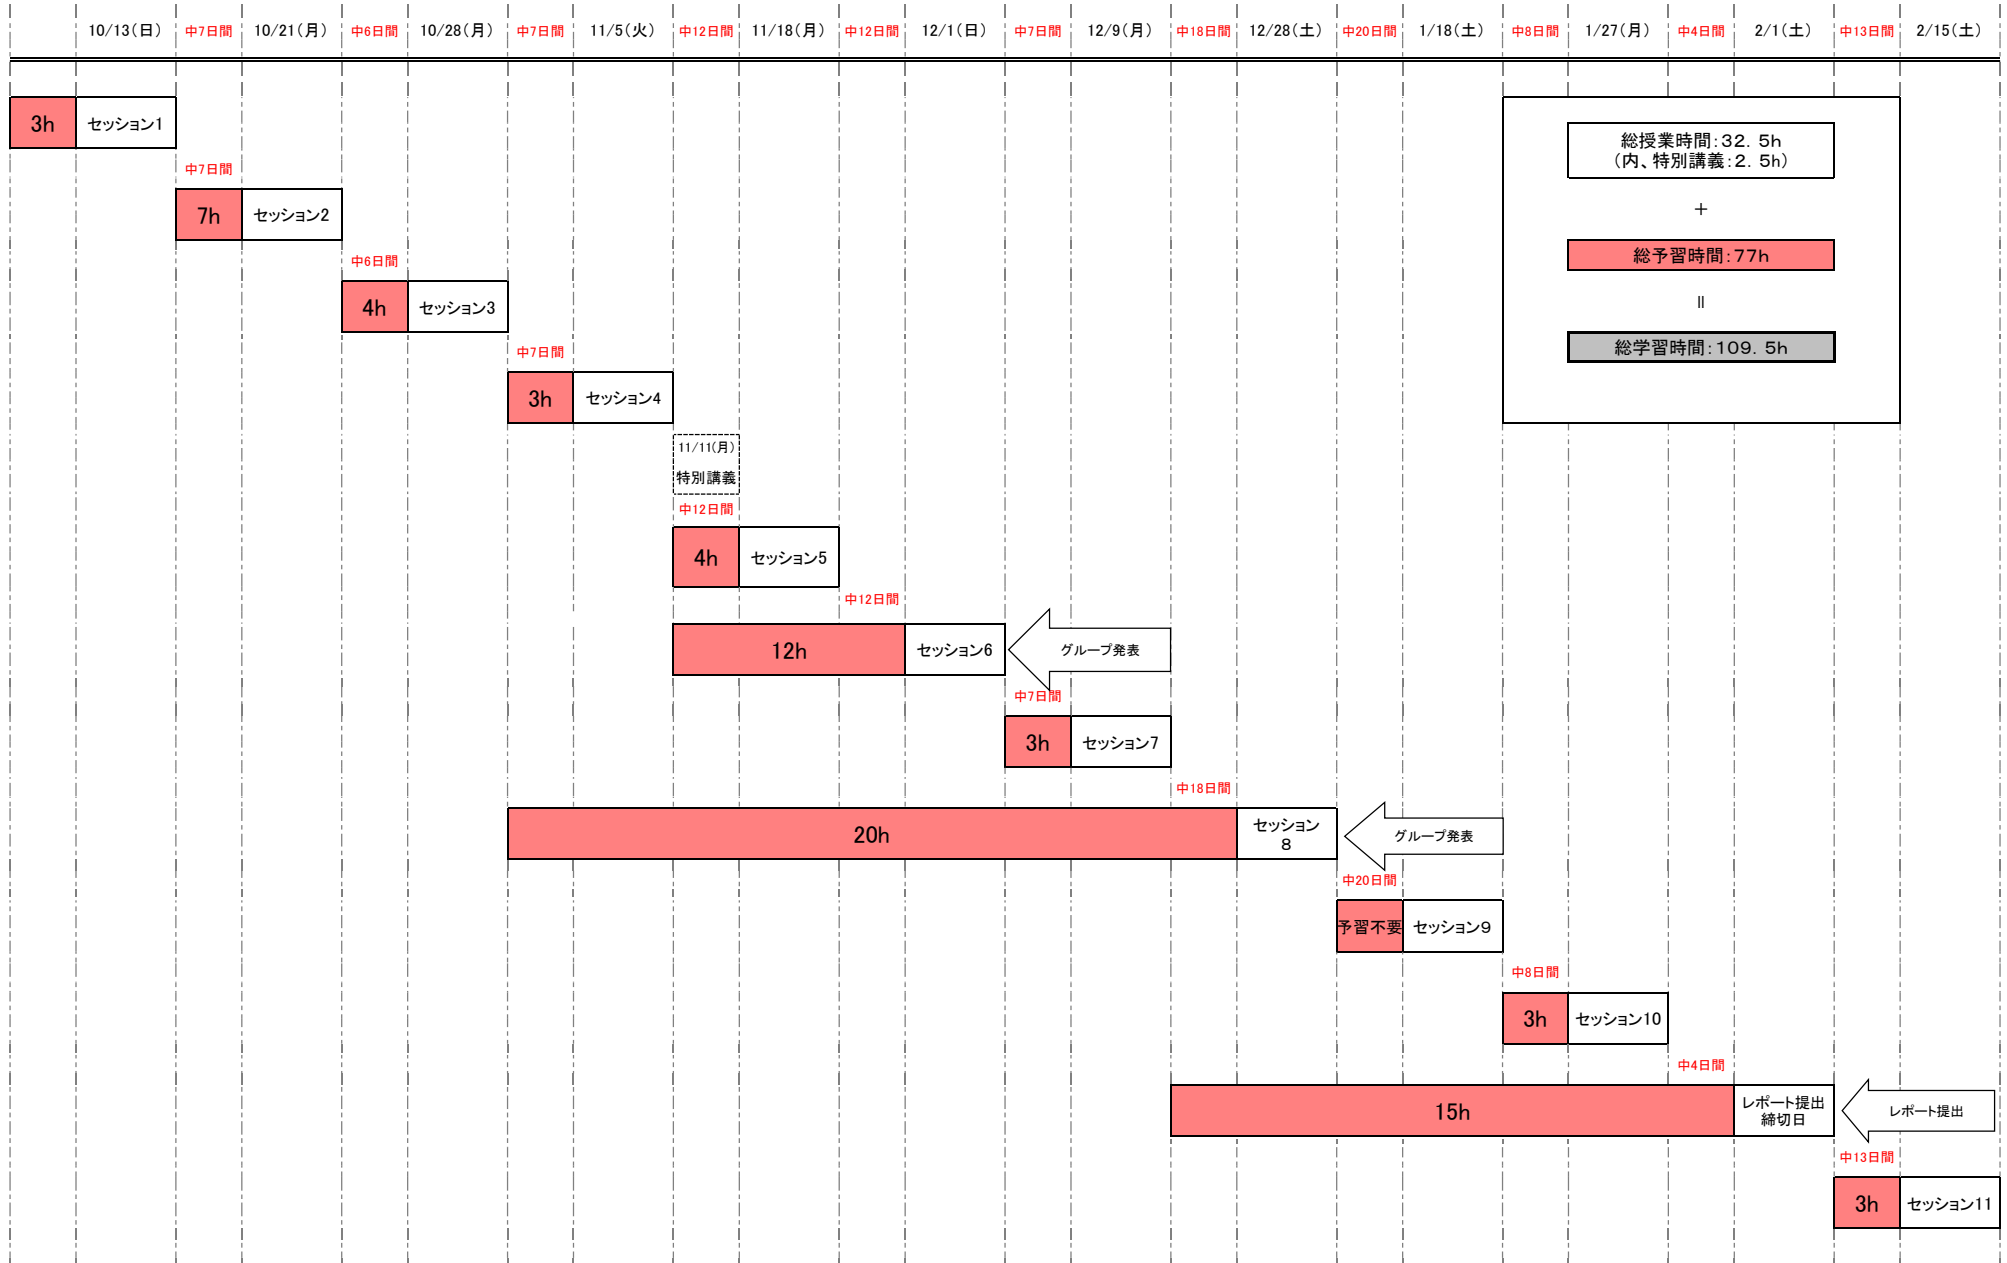 10/13(日) 中7日間 10/21(月) 中6日間 10/28(月) 中7日間 11/5(火) 中12日間 11/18(月) 中12日間 12/1(日) 中7日間 12/9(月) 中18日間 12/28(土) 中20日間 1/18(土) 中8日間 1/27(月) 中4日間 2/1(土) 中13日間 2/15(土)
3h セッション1
総授業時間：32．5h
（内、特別講義：2．5h）
＋
総予習時間：77h
＝
総学習時間：109．5h
中7日間
7h セッション2
中6日間
4h セッション3
中7日間
3h セッション4
11/11(月)
特別講義
中12日間
4h セッション5
中12日間
12h セッション6 グループ発表
中7日間
3h セッション7
中18日間
20h セッション
8
グループ発表
中20日間
予習不要 セッション9
中8日間
3h セッション10
中4日間
15h レポート提出
締切日
レポート提出
中13日間
3h セッション11